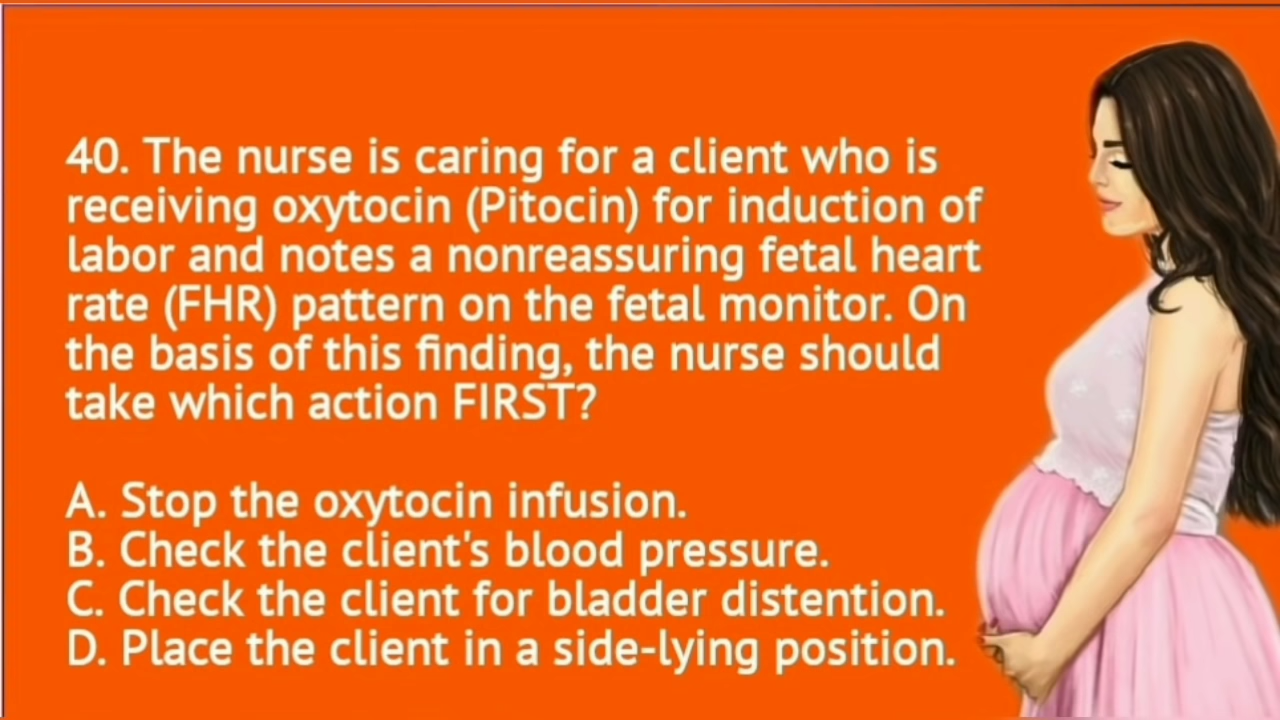 40. The nurse is caring for a client who is
receiving oxytocin (Pitocin) for induction of
labor and notes a nonreassuring fetal heart
rate (FHR) pattern on the fetal monitor. On
the basis of this finding, the nurse should
take which action FIRST?
A. Stop the oxytocin infusion.
B. Check the client's blood pressure.
C. Check the client for bladder distention.
D. Place the client in a side-lying position.